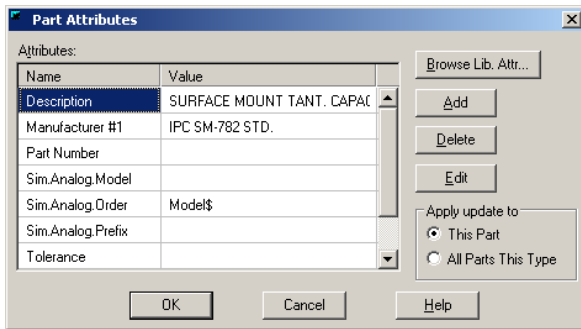 Part Attributes
Attributes:
Browse Lib. Attr...
Name Value
Description SURFACE MOUNT TANT. CAPAC
Add
Manufacturer #1 IPC SM-782 STD.
Part Number
Delete
Sim.Analog.Model
Edit
Sim.Analog.Order Model$
Apply update to
Sim.Analog.Prefix
This Part
Tolerance
All Parts This Type
OK Cancel Help